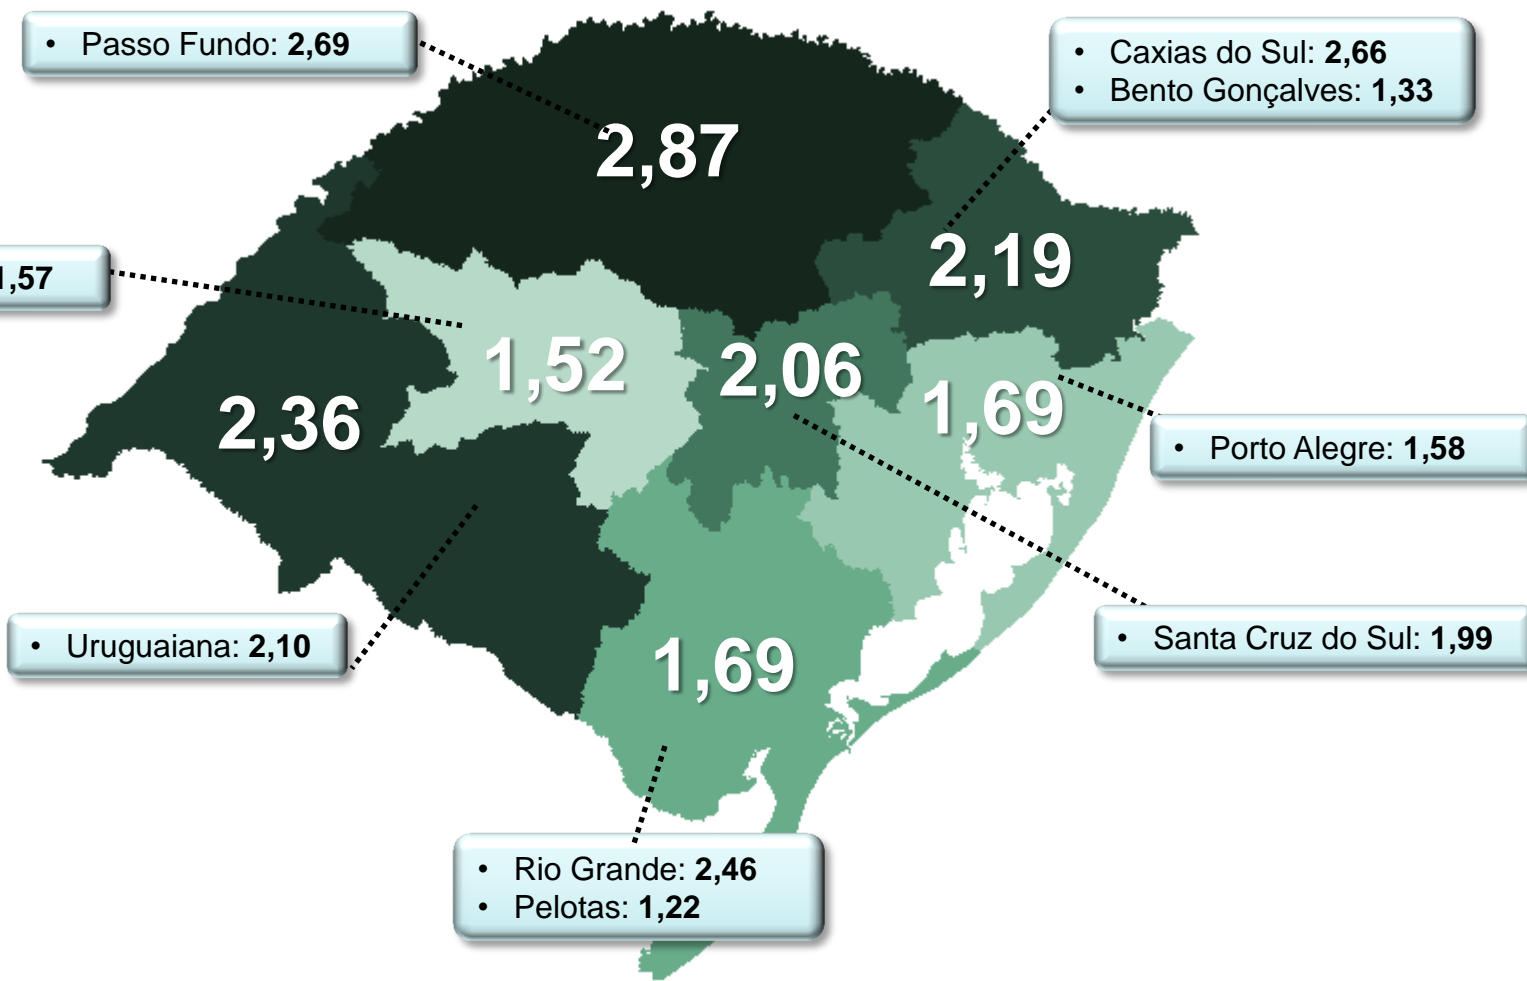 • Passo Fundo: 2,69
• Caxias do Sul: 2,66
• Bento Gonçalves: 1,33
2,87
2,19
1,57
1,52
2,06
2,36
1,69
• Porto Alegre: 1,58
• Uruguaiana: 2,10
• Santa Cruz do Sul: 1,99
1,69
• Rio Grande: 2,46
• Pelotas: 1,22